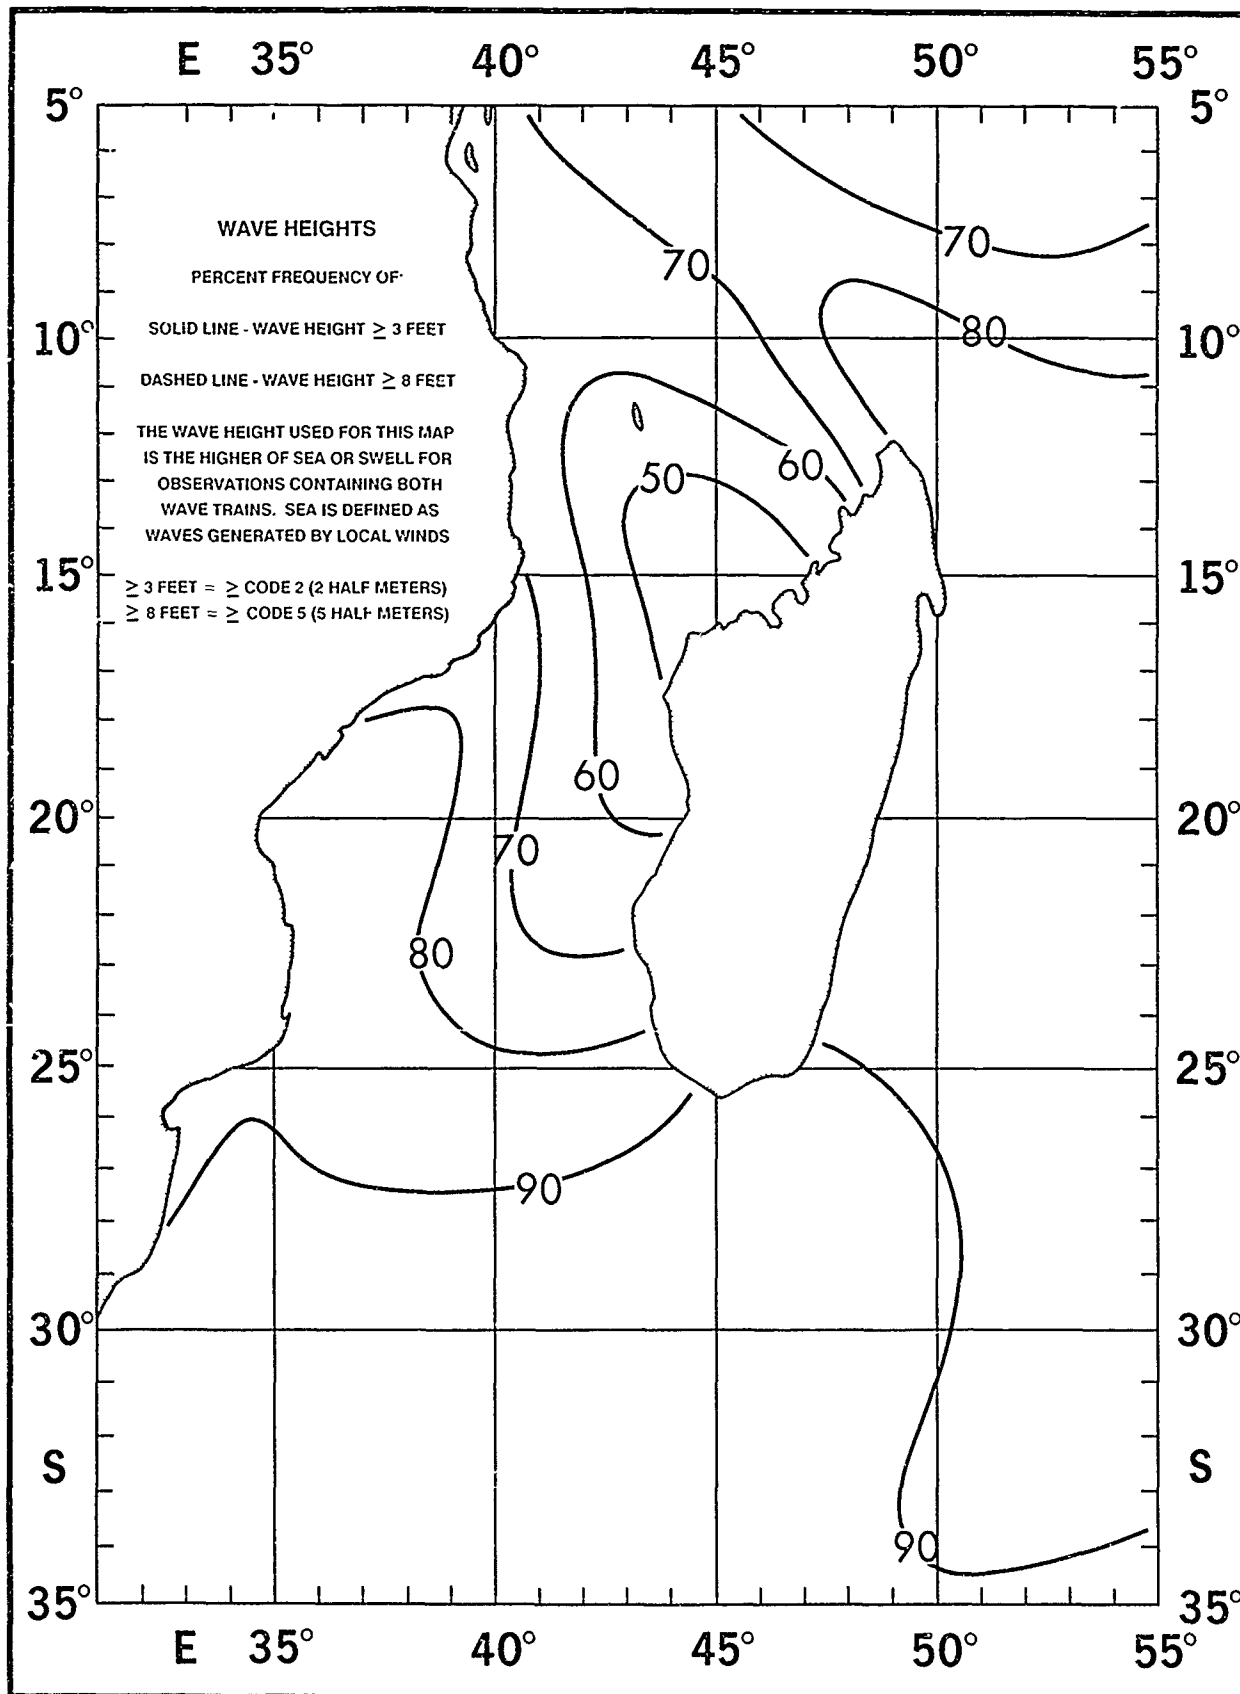 E 35° 40° 45° 50° 55°
5° 5°
WAVE HEIGHTS
PERCENT FREQUENCY OF:
SOLID LINE - WAVE HEIGHT ≥ 3 FEET
DASHED LINE - WAVE HEIGHT ≥ 8 FEET
THE WAVE HEIGHT USED FOR THIS MAP
IS THE HIGHER OF SEA OR SWELL FOR
OBSERVATIONS CONTAINING BOTH
WAVE TRAINS. SEA IS DEFINED AS
WAVES GENERATED BY LOCAL WINDS
≥ 3 FEET = ≥ CODE 2 (2 HALF METERS)
≥ 8 FEET = ≥ CODE 5 (5 HALF METERS)
70
70
80
10° 10°
60
50
15° 15°
60
20° 20°
70
80
25° 25°
90
30° 30°
S S
90
35° 35°
E 35° 40° 45° 50° 55°